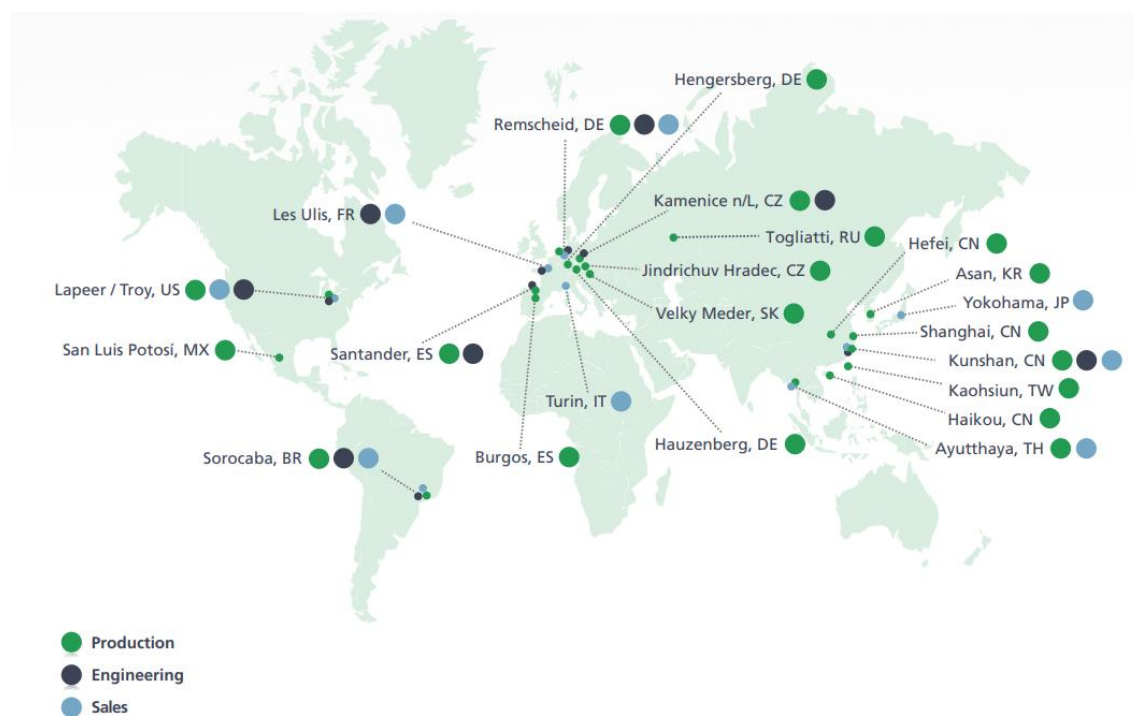 Hengersberg, DE
Remscheid, DE
Kamenice n/L, CZ
Les Ulis, FR
Togliatti, RU
Hefei, CN
Jindrichuv Hradec, CZ
Asan, KR
Lapeer / Troy, US
Yokohama, JP
Velky Meder, SK
Shanghai, CN
San Luis Potosí, MX
Santander, ES
Kunshan, CN
Kaohsiun, TW
Turin, IT
Haikou, CN
Hauzenberg, DE
Ayutthaya, TH
Sorocaba, BR
Burgos, ES
Production
Engineering
Sales